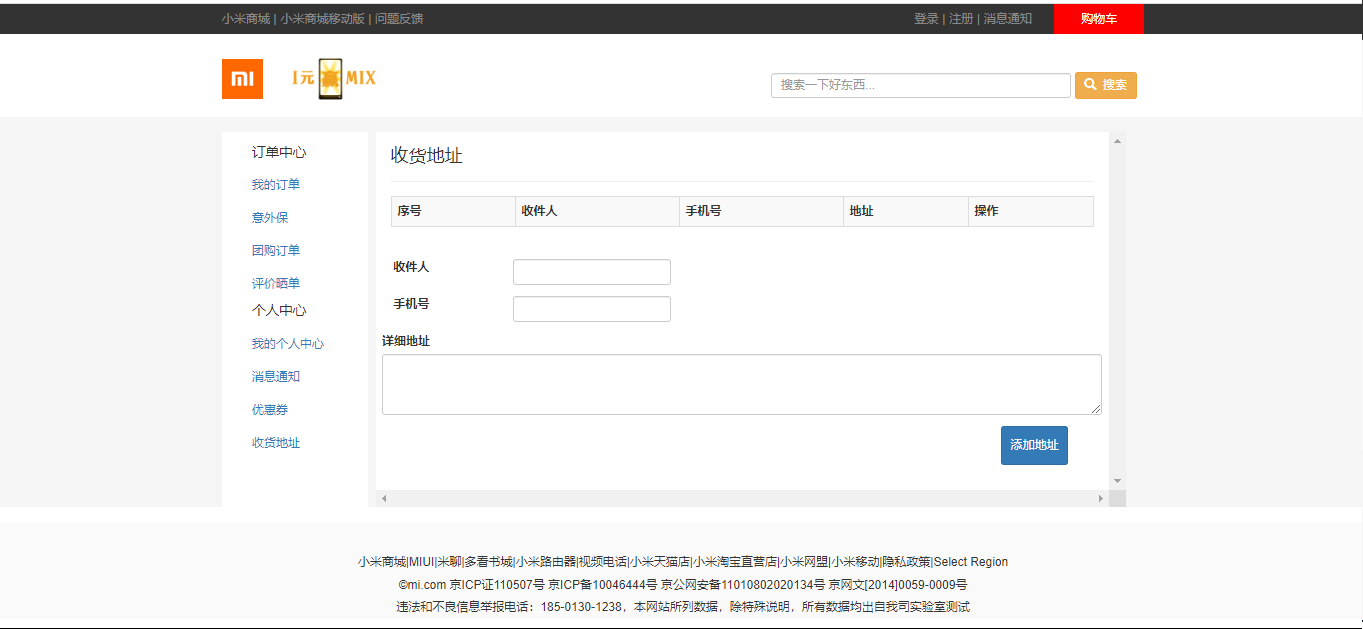 小米商城 | 小米商城移动版 | 问题反馈
登录 | 注册 | 消息通知
购物车
mi
1元 MIX
搜索一下好东西...
搜索
订单中心
我的订单
意外保
团购订单
评价晒单
个人中心
我的个人中心
消息通知
优惠券
收货地址
收货地址
序号 收件人 手机号 地址 操作
收件人
手机号
详细地址
添加地址
小米商城|MIUI|米聊|多看书城|小米路由器|视频电话|小米天猫店|小米淘宝直营店|小米网盟|小米移动|隐私政策|Select Region
©mi.com 京ICP证110507号 京ICP备10046444号 京公网安备11010802020134号 京网文[2014]0059-0009号
违法和不良信息举报电话：185-0130-1238，本网站所列数据，除特殊说明，所有数据均出自我司实验室测试